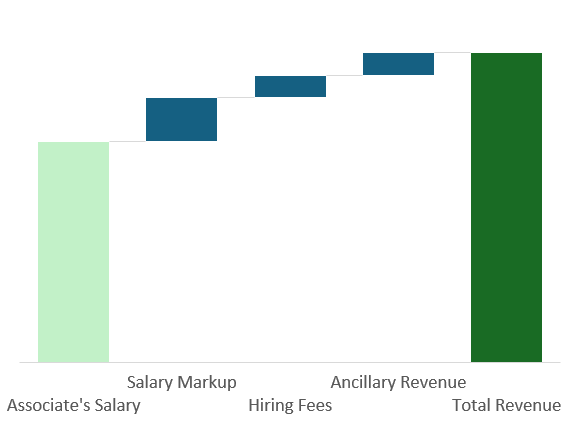 Salary Markup
Ancillary Revenue
Associate's Salary
Hiring Fees
Total Revenue